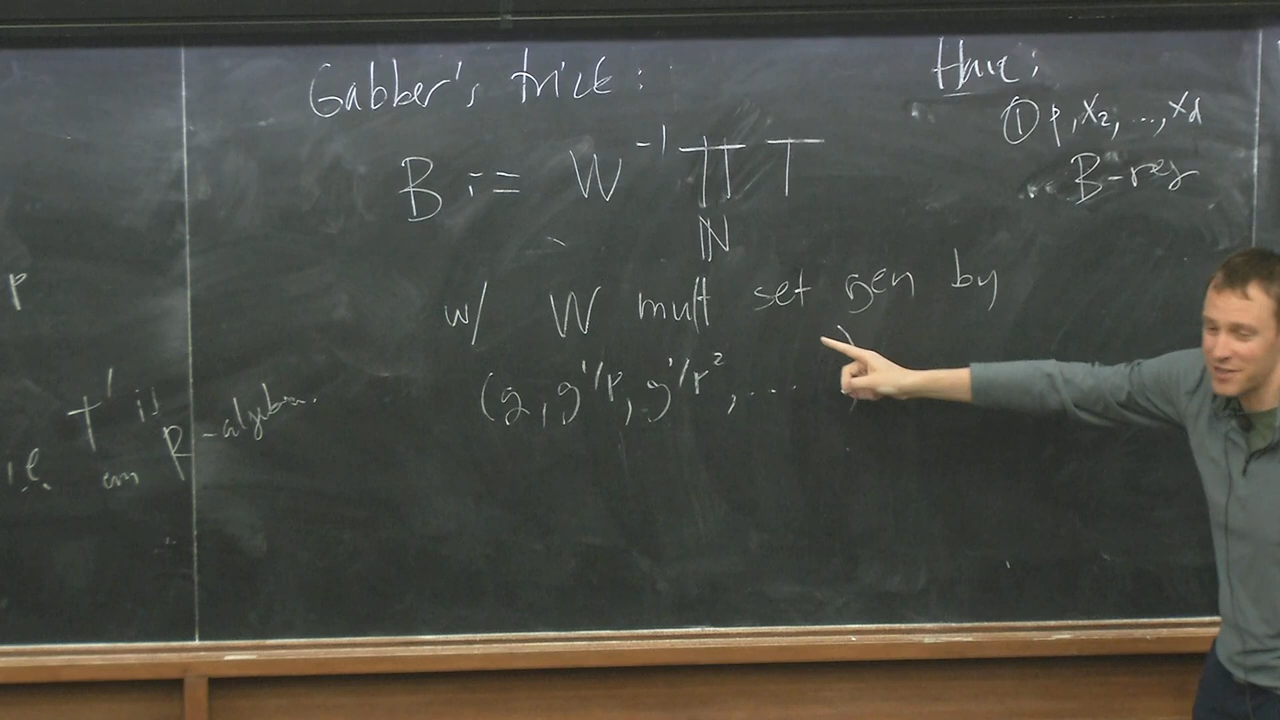 p
T' is
i.e. an R-algebra.
Gabber's trick:
B := W⁻¹ ∏ T
ℕ
w/ W mult set gen by
(g, g^{1/p}, g^{1/p²}, ... )
Have:
① p, x₂, ..., x_d
B-reg